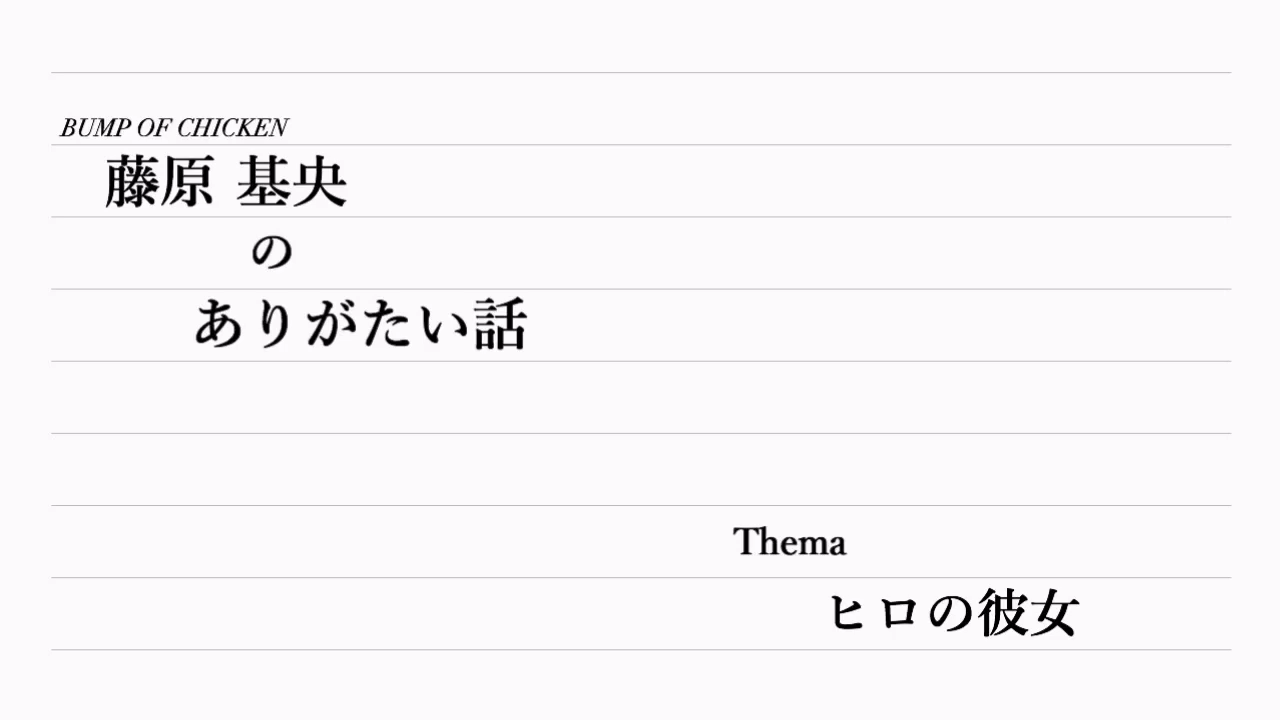 BUMP OF CHICKEN
藤原 基央
の
ありがたい話
Thema
ヒロの彼女